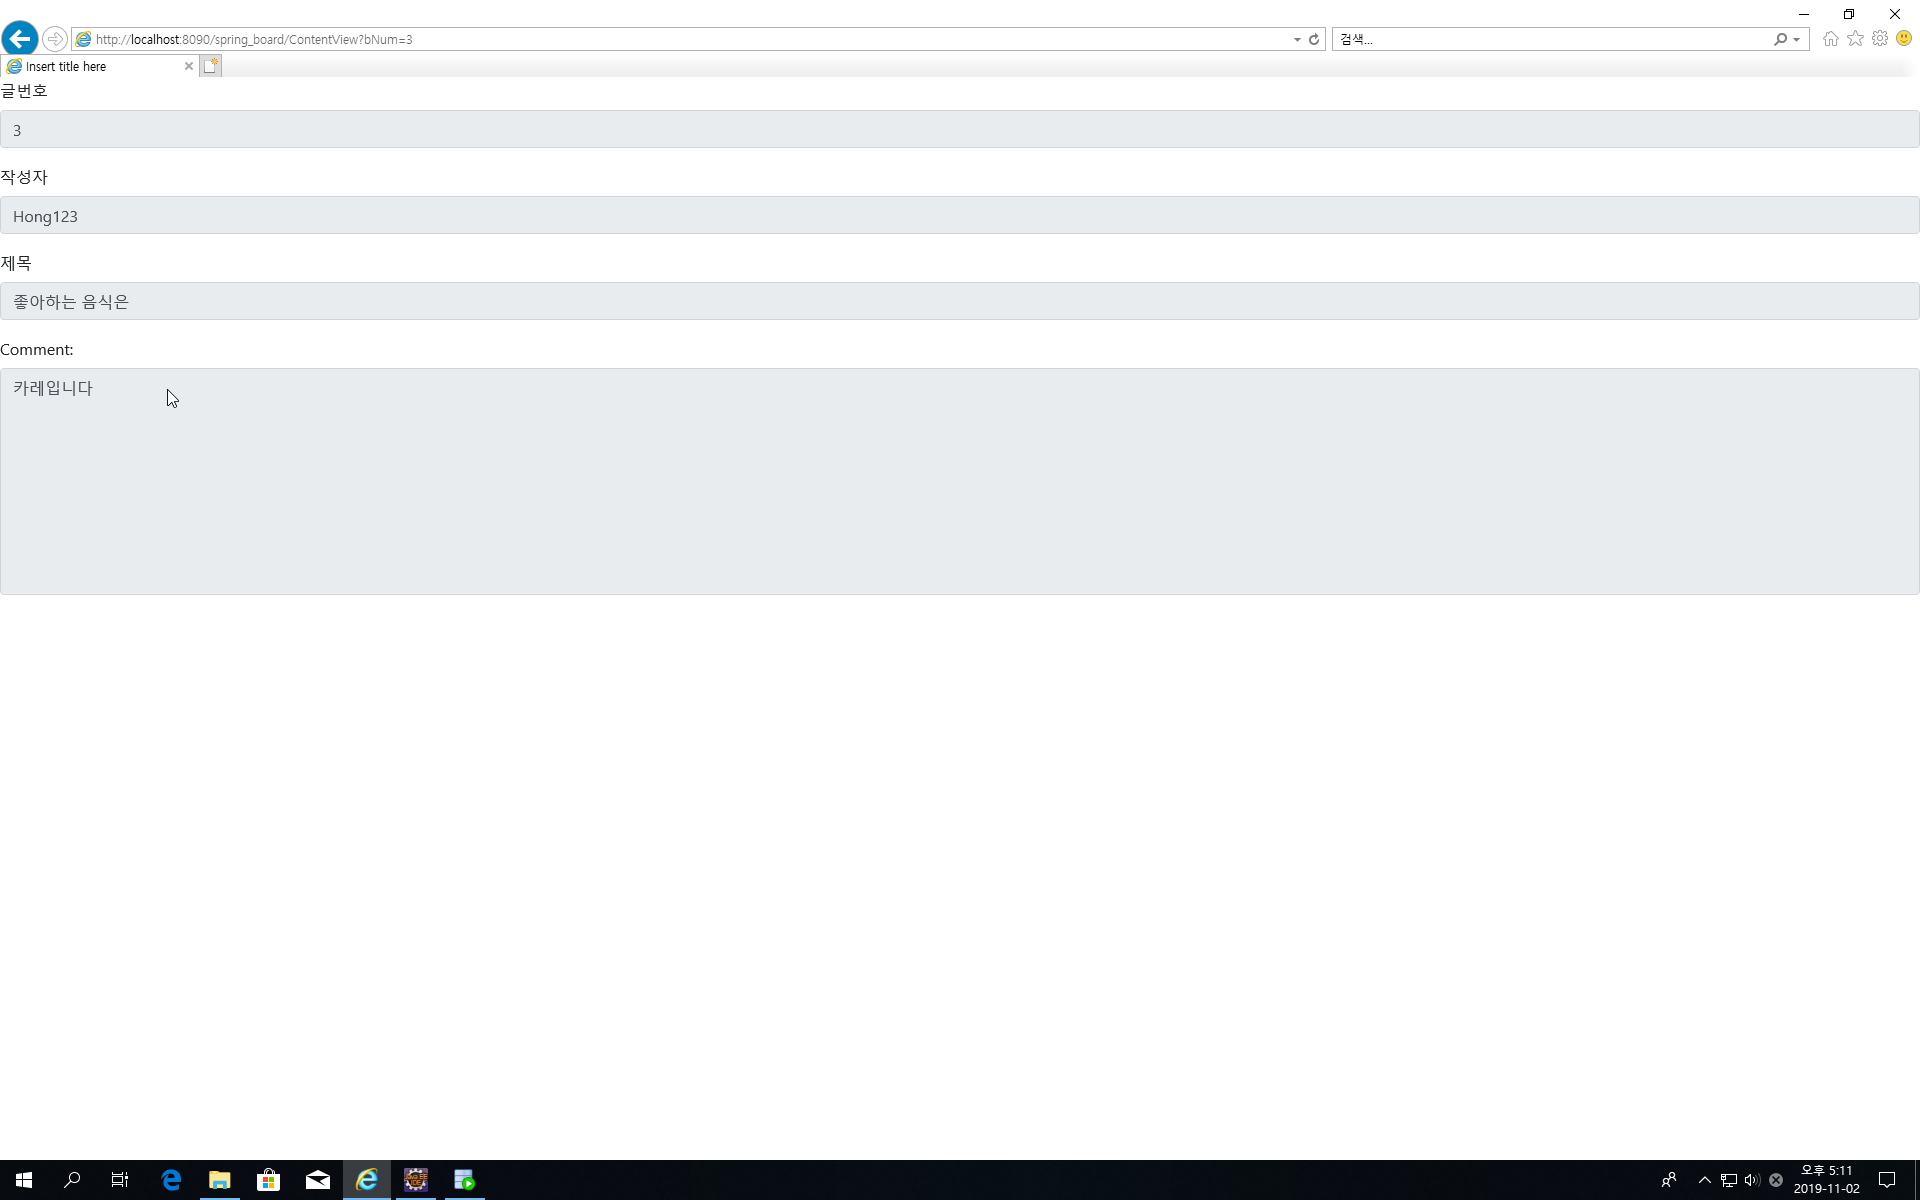 http://localhost:8090/spring_board/ContentView?bNum=3
검색...
Insert title here
글번호
3
작성자
Hong123
제목
좋아하는 음식은
Comment:
카레입니다
오후 5:11
2019-11-02